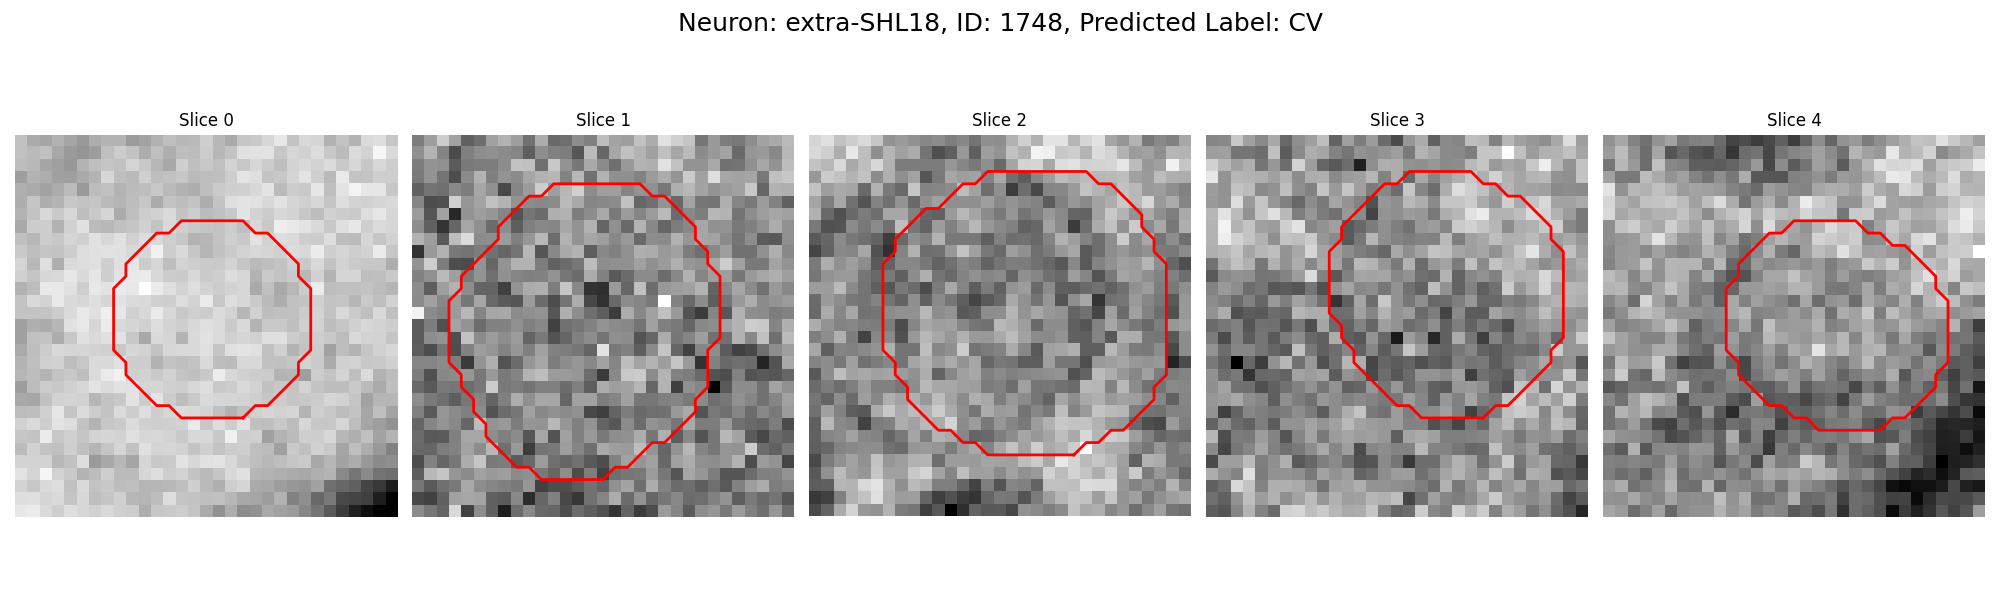 Neuron: extra-SHL18, ID: 1748, Predicted Label: CV
Slice 0
Slice 1
Slice 2
Slice 3
Slice 4